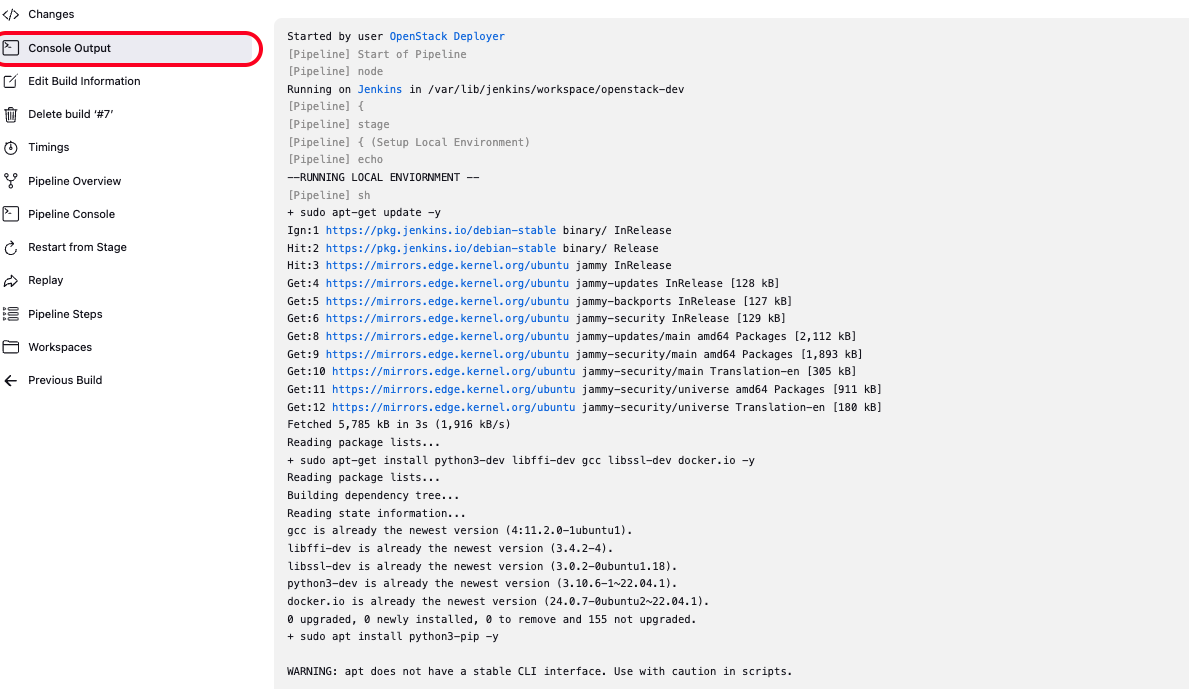 Changes
Console Output
Edit Build Information
Delete build ‘#7’
Timings
Pipeline Overview
Pipeline Console
Restart from Stage
Replay
Pipeline Steps
Workspaces
Previous Build
Started by user OpenStack Deployer
[Pipeline] Start of Pipeline
[Pipeline] node
Running on Jenkins in /var/lib/jenkins/workspace/openstack-dev
[Pipeline] {
[Pipeline] stage
[Pipeline] { (Setup Local Environment)
[Pipeline] echo
--RUNNING LOCAL ENVIORNMENT --
[Pipeline] sh
+ sudo apt-get update -y
Ign:1 https://pkg.jenkins.io/debian-stable binary/ InRelease
Hit:2 https://pkg.jenkins.io/debian-stable binary/ Release
Hit:3 https://mirrors.edge.kernel.org/ubuntu jammy InRelease
Get:4 https://mirrors.edge.kernel.org/ubuntu jammy-updates InRelease [128 kB]
Get:5 https://mirrors.edge.kernel.org/ubuntu jammy-backports InRelease [127 kB]
Get:6 https://mirrors.edge.kernel.org/ubuntu jammy-security InRelease [129 kB]
Get:8 https://mirrors.edge.kernel.org/ubuntu jammy-updates/main amd64 Packages [2,112 kB]
Get:9 https://mirrors.edge.kernel.org/ubuntu jammy-security/main amd64 Packages [1,893 kB]
Get:10 https://mirrors.edge.kernel.org/ubuntu jammy-security/main Translation-en [305 kB]
Get:11 https://mirrors.edge.kernel.org/ubuntu jammy-security/universe amd64 Packages [911 kB]
Get:12 https://mirrors.edge.kernel.org/ubuntu jammy-security/universe Translation-en [180 kB]
Fetched 5,785 kB in 3s (1,916 kB/s)
Reading package lists...
+ sudo apt-get install python3-dev libffi-dev gcc libssl-dev docker.io -y
Reading package lists...
Building dependency tree...
Reading state information...
gcc is already the newest version (4:11.2.0-1ubuntu1).
libffi-dev is already the newest version (3.4.2-4).
libssl-dev is already the newest version (3.0.2-0ubuntu1.18).
python3-dev is already the newest version (3.10.6-1~22.04.1).
docker.io is already the newest version (24.0.7-0ubuntu2~22.04.1).
0 upgraded, 0 newly installed, 0 to remove and 155 not upgraded.
+ sudo apt install python3-pip -y
WARNING: apt does not have a stable CLI interface. Use with caution in scripts.